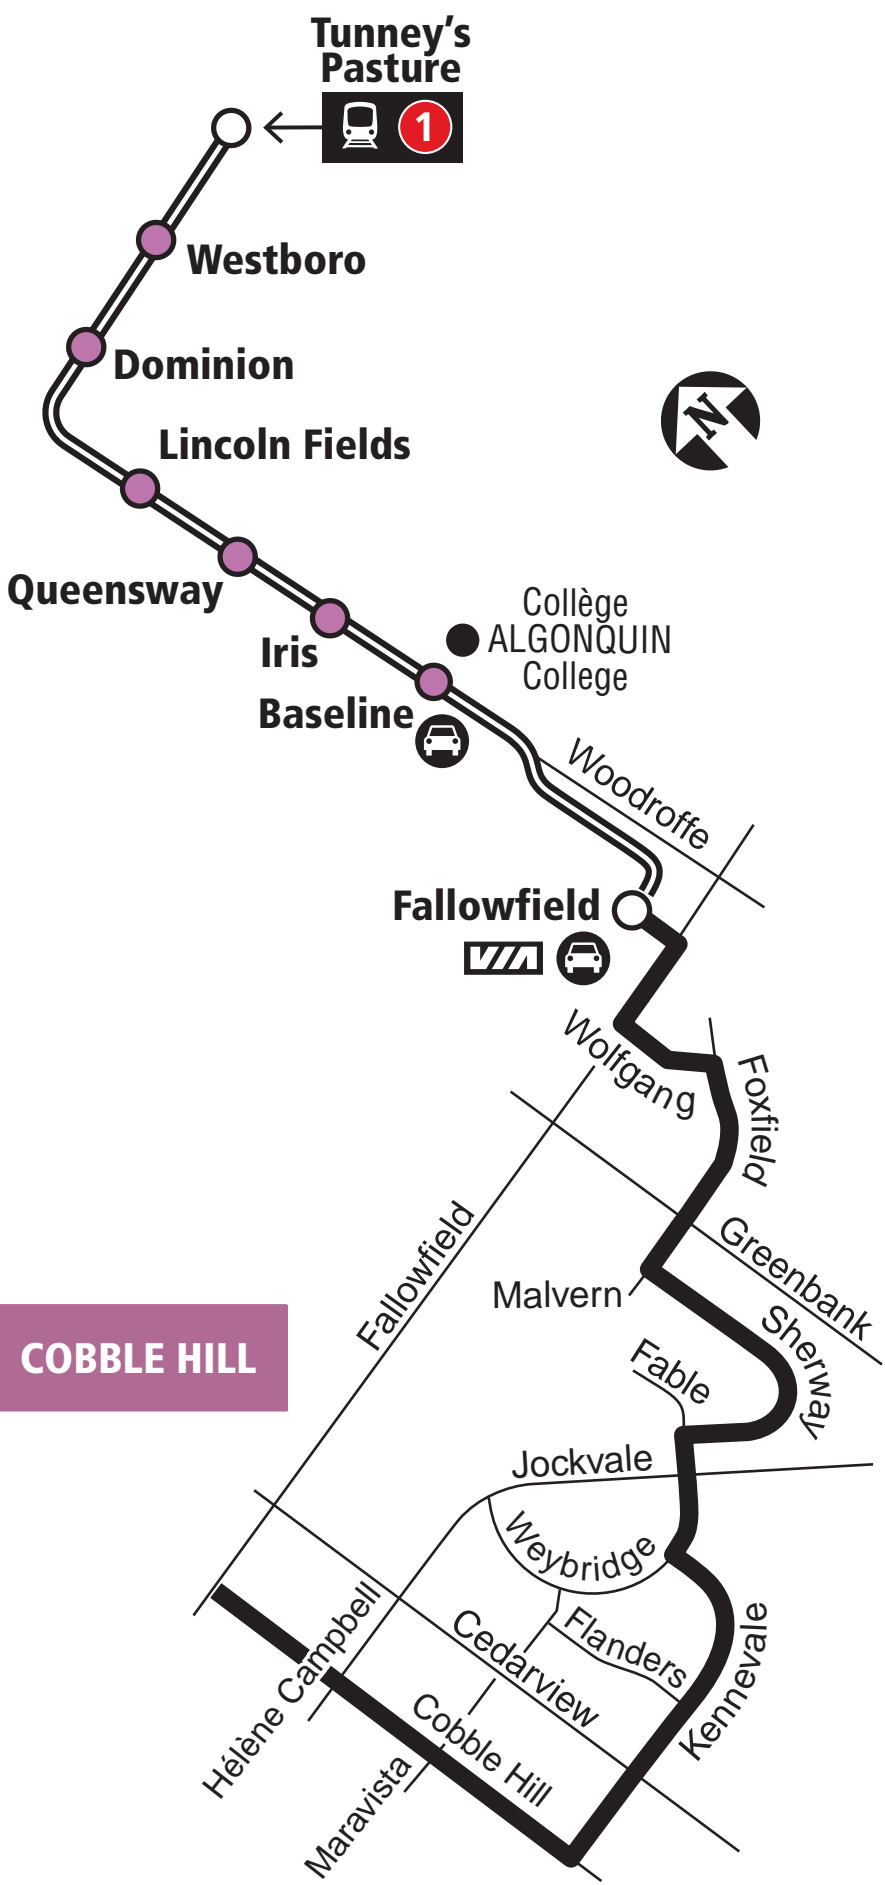 Tunney's
Pasture
1
Westboro
Dominion
N
Lincoln Fields
Queensway
Collège
ALGONQUIN
College
Iris
Baseline
Woodroffe
Fallowfield
VIA
Wolfgang
Foxfield
Fallowfield
Greenbank
Malvern
Sherway
COBBLE HILL
Fable
Jockvale
Weybridge
Flanders
Cedarview
Kennevale
Hélène Campbell
Cobble Hill
Maravista